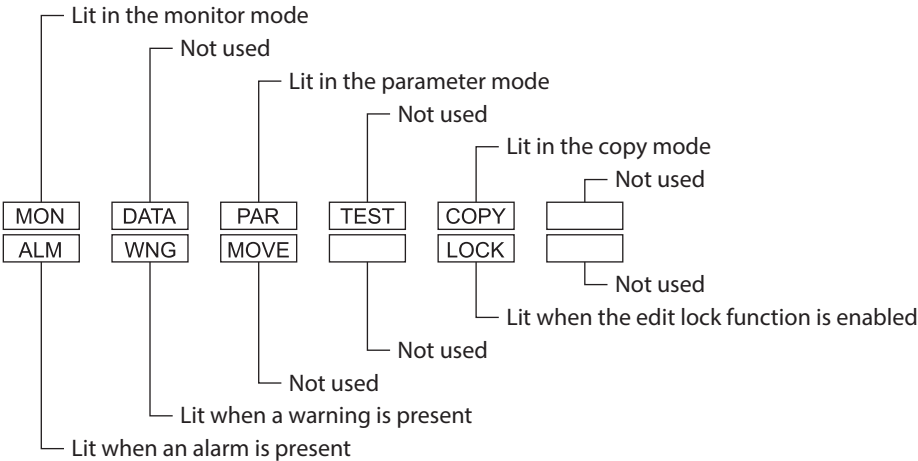 Lit in the monitor mode
Not used
Lit in the parameter mode
Not used
Lit in the copy mode
Not used
MON DATA PAR TEST COPY
ALM WNG MOVE LOCK
Not used
Lit when the edit lock function is enabled
Not used
Not used
Lit when a warning is present
Lit when an alarm is present